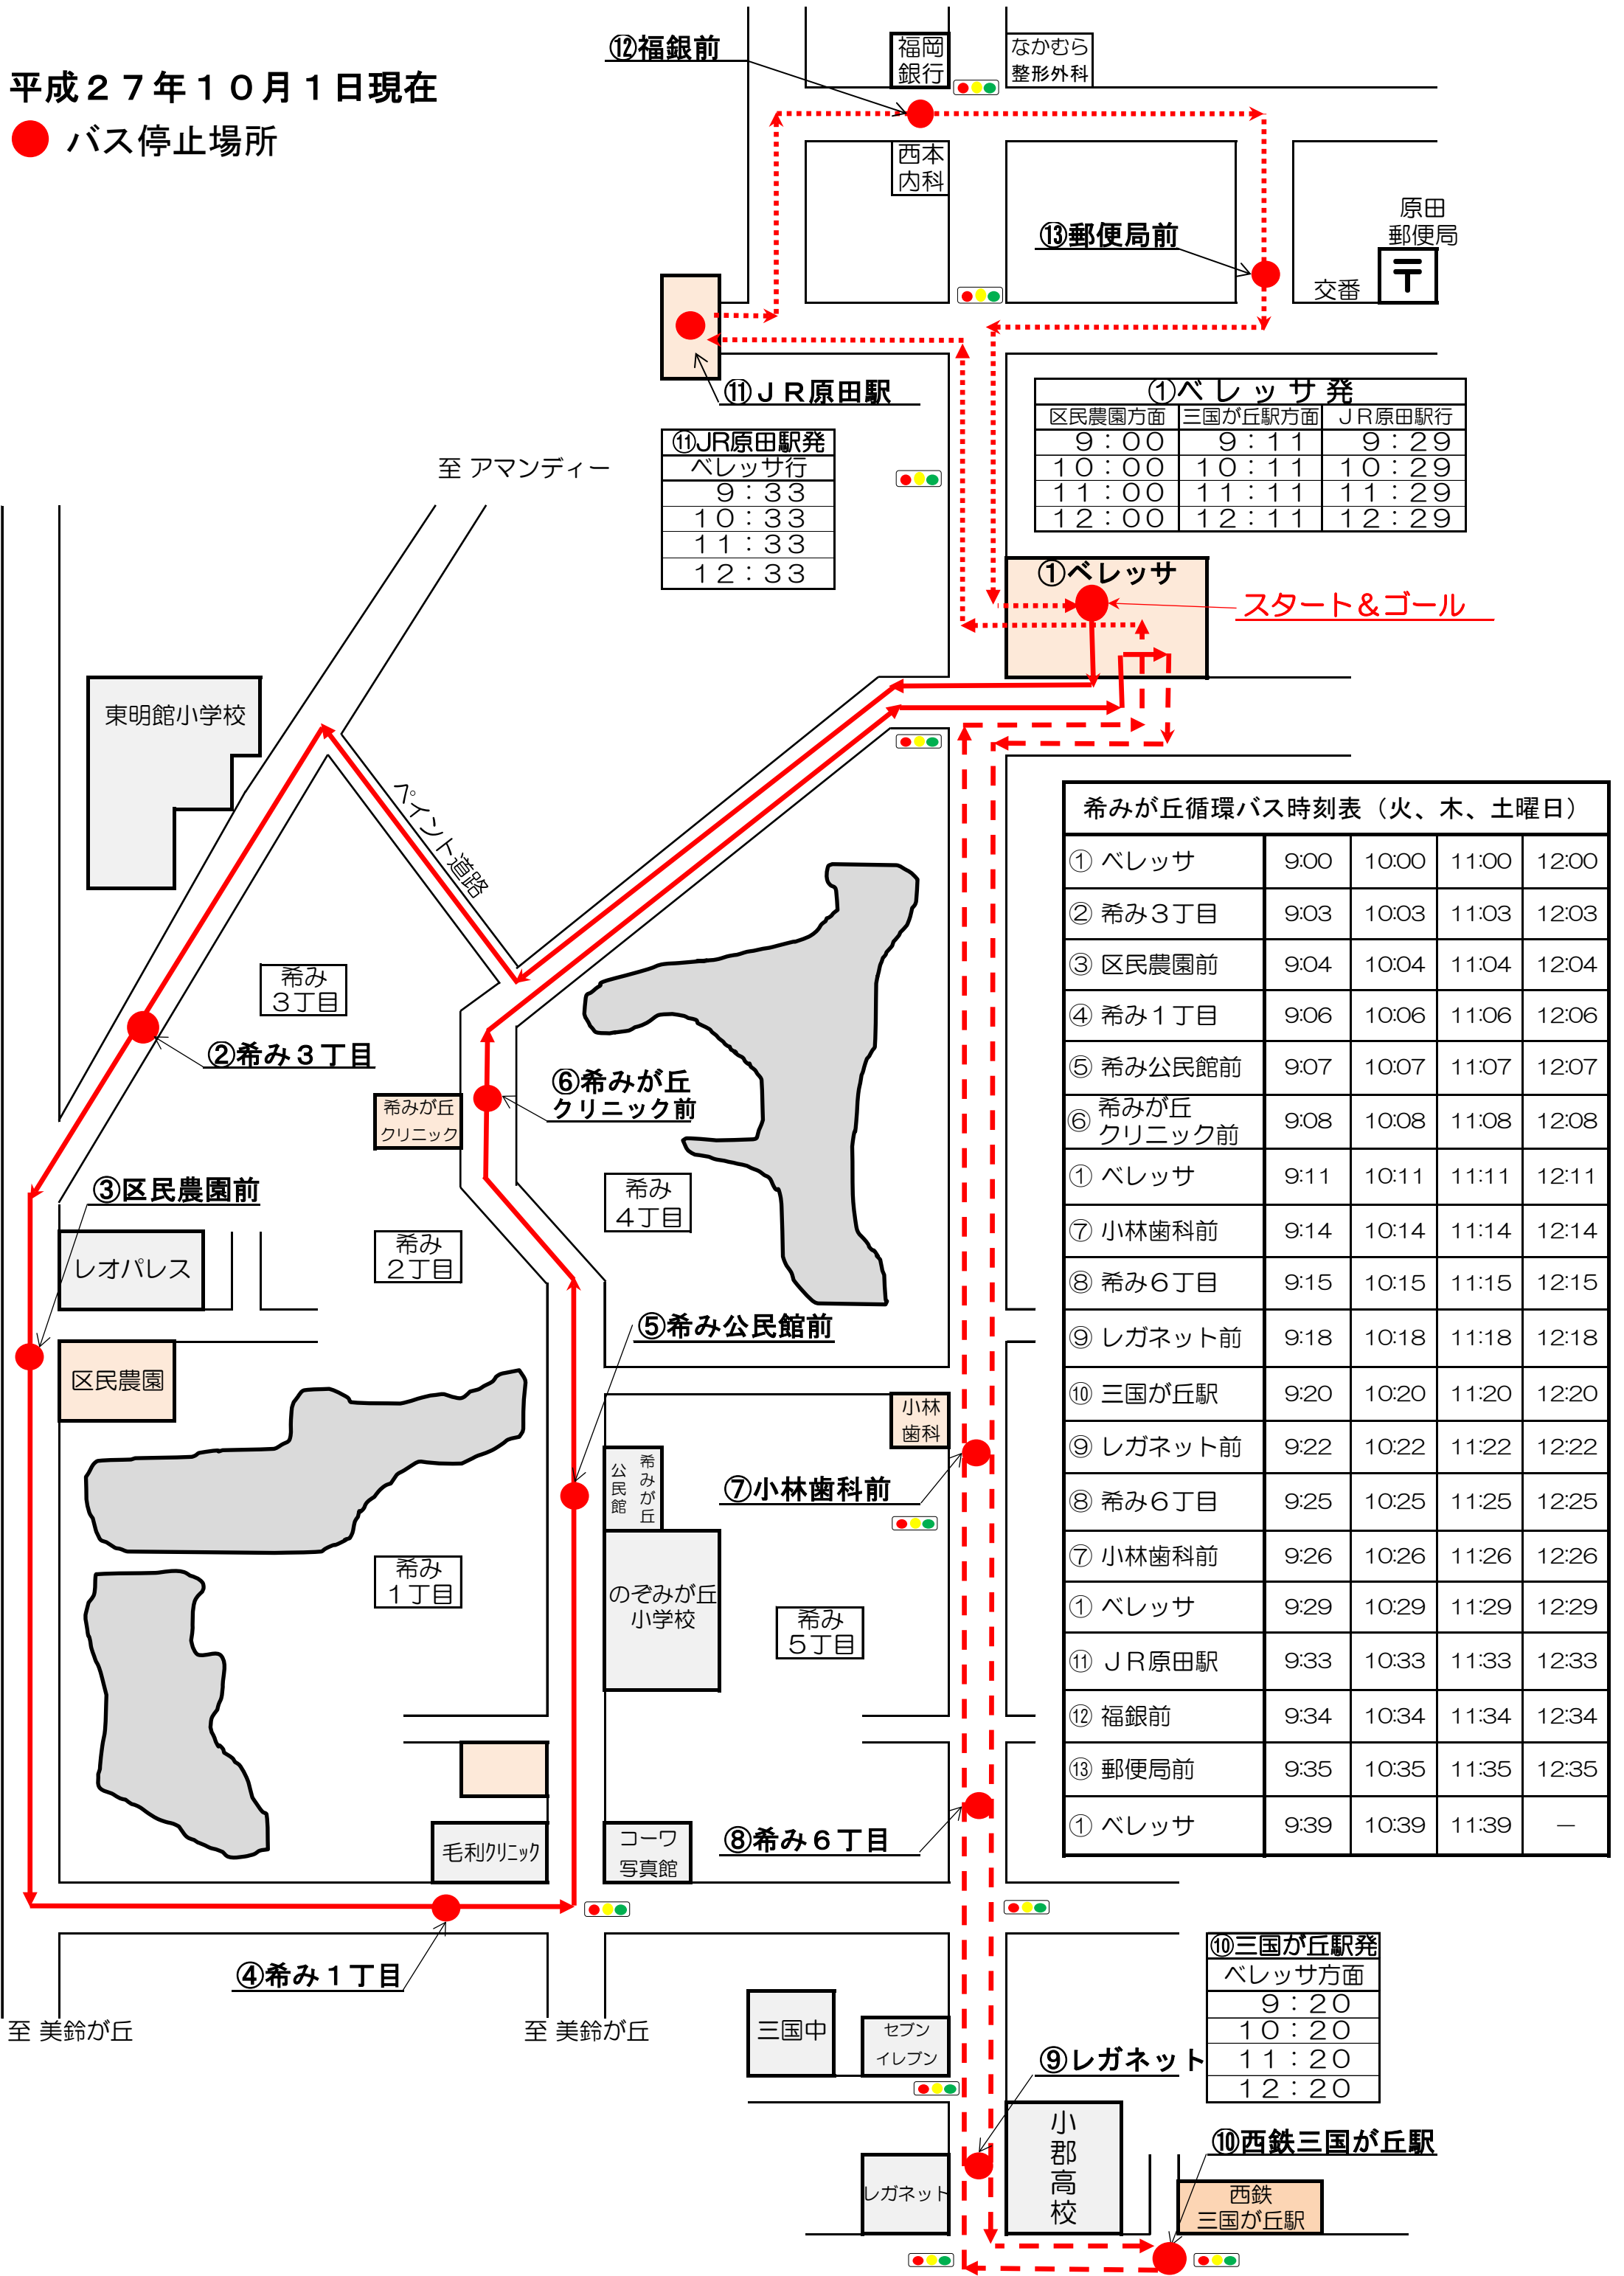 平成２７年１０月１日現在
バス停止場所
⑫福銀前
福岡
銀行
なかむら
整形外科
西本
内科
⑬郵便局前
原田
郵便局
〒
交番
⑪ＪＲ原田駅
⑪JR原田駅発
ベレッサ行
９：３３
１０：３３
１１：３３
１２：３３
①ベレッサ発
区民農園方面 三国が丘駅方面 ＪＲ原田駅行
９：００ ９：１１ ９：２９
１０：００ １０：１１ １０：２９
１１：００ １１：１１ １１：２９
１２：００ １２：１１ １２：２９
至 アマンディー
①ベレッサ
スタート＆ゴール
東明館小学校
ペイント道路
希み
３丁目
②希み３丁目
希みが丘
クリニック
⑥希みが丘
クリニック前
③区民農園前
レオパレス
希み
２丁目
希み
４丁目
区民農園
⑤希み公民館前
小林
歯科
希みが丘
公民館
⑦小林歯科前
のぞみが丘
小学校
希み
１丁目
希み
５丁目
毛利クリニック
コーワ
写真館
⑧希み６丁目
④希み１丁目
至 美鈴が丘
至 美鈴が丘
三国中
セブン
イレブン
⑨レガネット
レガネット
小郡高校
⑩西鉄三国が丘駅
西鉄
三国が丘駅
希みが丘循環バス時刻表（火、木、土曜日）
① ベレッサ 9:00 10:00 11:00 12:00
② 希み３丁目 9:03 10:03 11:03 12:03
③ 区民農園前 9:04 10:04 11:04 12:04
④ 希み１丁目 9:06 10:06 11:06 12:06
⑤ 希み公民館前 9:07 10:07 11:07 12:07
⑥ 希みが丘
クリニック前 9:08 10:08 11:08 12:08
① ベレッサ 9:11 10:11 11:11 12:11
⑦ 小林歯科前 9:14 10:14 11:14 12:14
⑧ 希み６丁目 9:15 10:15 11:15 12:15
⑨ レガネット前 9:18 10:18 11:18 12:18
⑩ 三国が丘駅 9:20 10:20 11:20 12:20
⑨ レガネット前 9:22 10:22 11:22 12:22
⑧ 希み６丁目 9:25 10:25 11:25 12:25
⑦ 小林歯科前 9:26 10:26 11:26 12:26
① ベレッサ 9:29 10:29 11:29 12:29
⑪ ＪＲ原田駅 9:33 10:33 11:33 12:33
⑫ 福銀前 9:34 10:34 11:34 12:34
⑬ 郵便局前 9:35 10:35 11:35 12:35
① ベレッサ 9:39 10:39 11:39 －
⑩三国が丘駅発
ベレッサ方面
９：２０
１０：２０
１１：２０
１２：２０